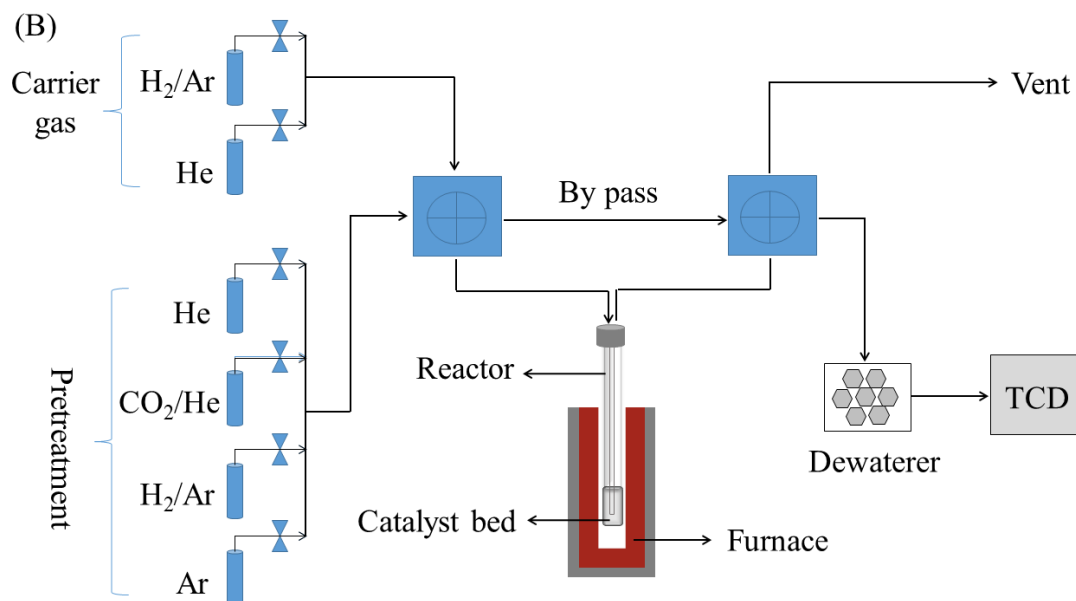 (B)
Carrier
gas
H₂/Ar
He
Vent
By pass
Pretreatment
He
CO₂/He
H₂/Ar
Ar
Reactor
Catalyst bed
Furnace
Dewaterer
TCD